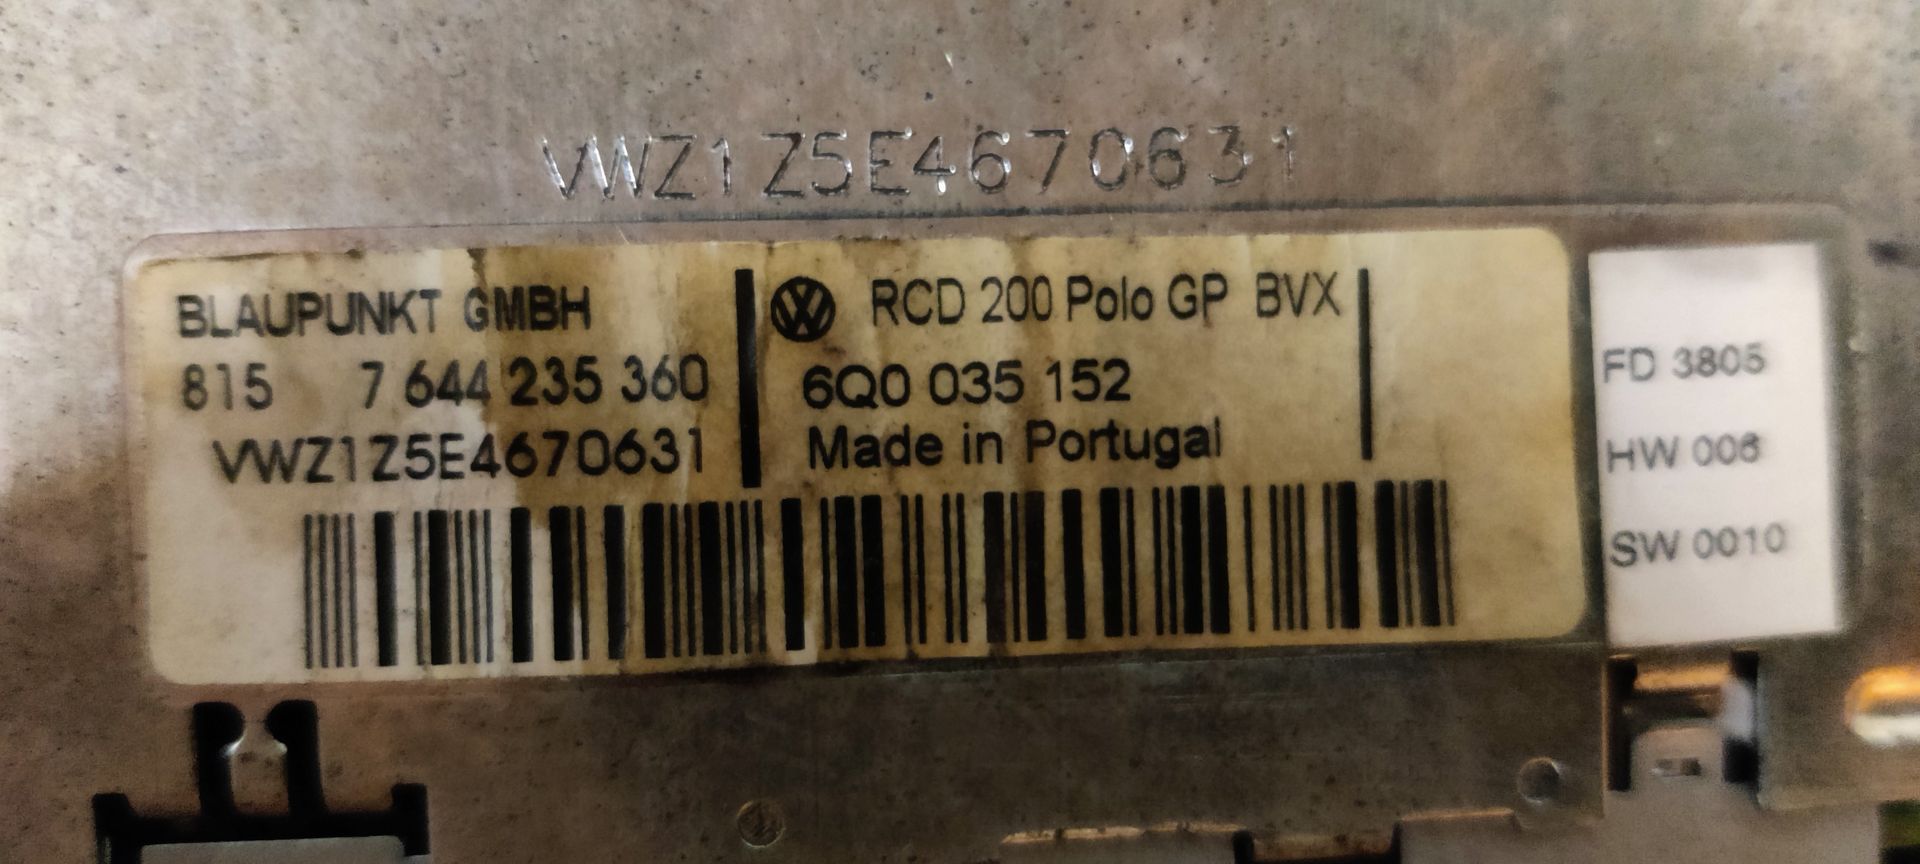 VWZ1Z5E4670631
BLAUPUNKT GMBH
815 7 644 235 360
VWZ1Z5E4670631
RCD 200 Polo GP BVX
6Q0 035 152
Made in Portugal
FD 3805
HW 006
SW 0010